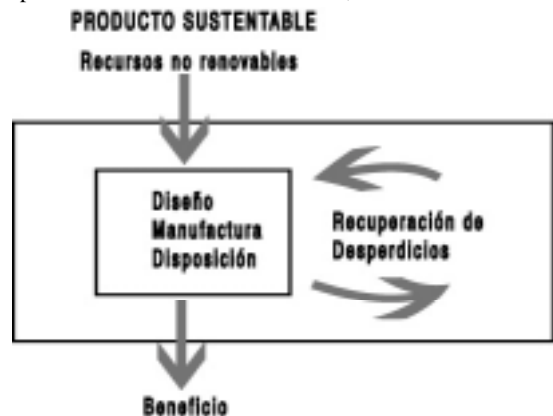 PRODUCTO SUSTENTABLE
Recursos no renovables
Diseño
Manufactura
Disposición
Recuperación de
Desperdicios
Beneficio